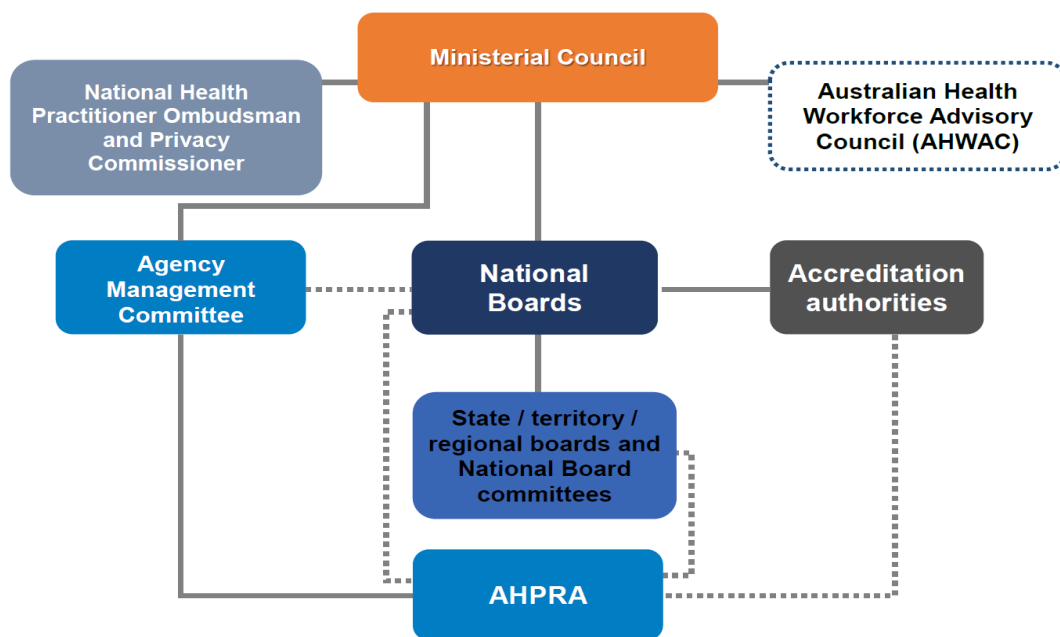 Ministerial Council
National Health
Practitioner Ombudsman
and Privacy
Commissioner
Australian Health
Workforce Advisory
Council (AHWAC)
Agency
Management
Committee
National
Boards
Accreditation
authorities
State / territory /
regional boards and
National Board
committees
AHPRA